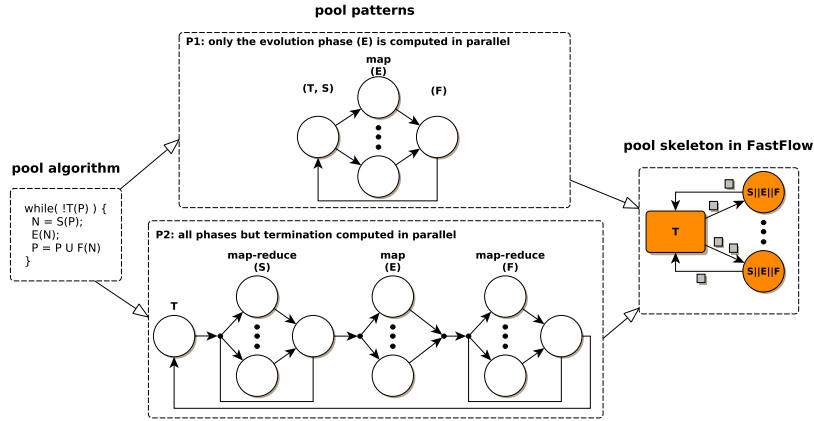 pool patterns
P1: only the evolution phase (E) is computed in parallel
map
(E)
(T, S)
(F)
pool algorithm
while( !T(P) ) {
N = S(P);
E(N);
P = P U F(N)
}
P2: all phases but termination computed in parallel
map-reduce
(S)
map
(E)
map-reduce
(F)
T
pool skeleton in FastFlow
S||E||F
T
S||E||F